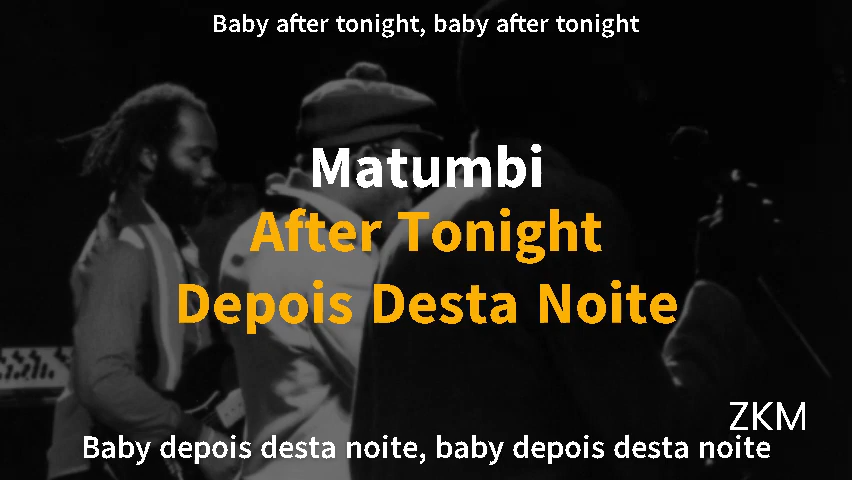 Baby after tonight, baby after tonight
Matumbi
After Tonight
Depois Desta Noite
ZKM
Baby depois desta noite, baby depois desta noite